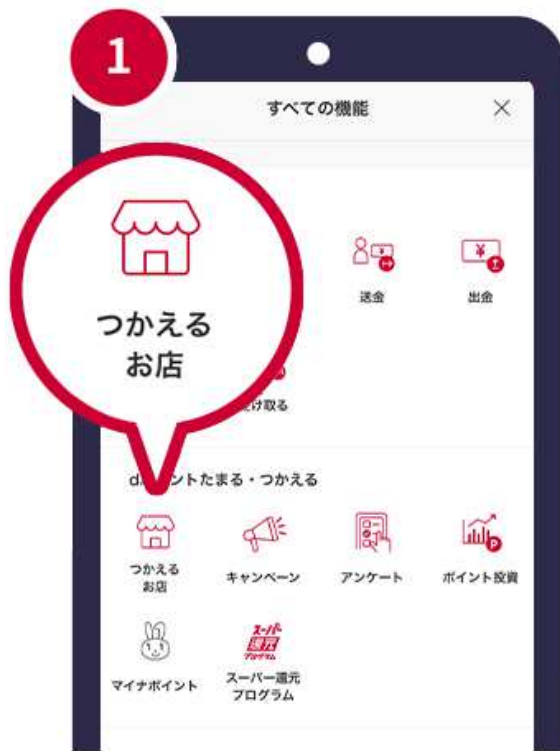 1
すべての機能
つかえる
お店
送金
出金
け取る
dポイントたまる・つかえる
つかえる
お店
キャンペーン
アンケート
ポイント投資
マイナポイント
スーパー
還元
プログラム
スーパー還元
プログラム